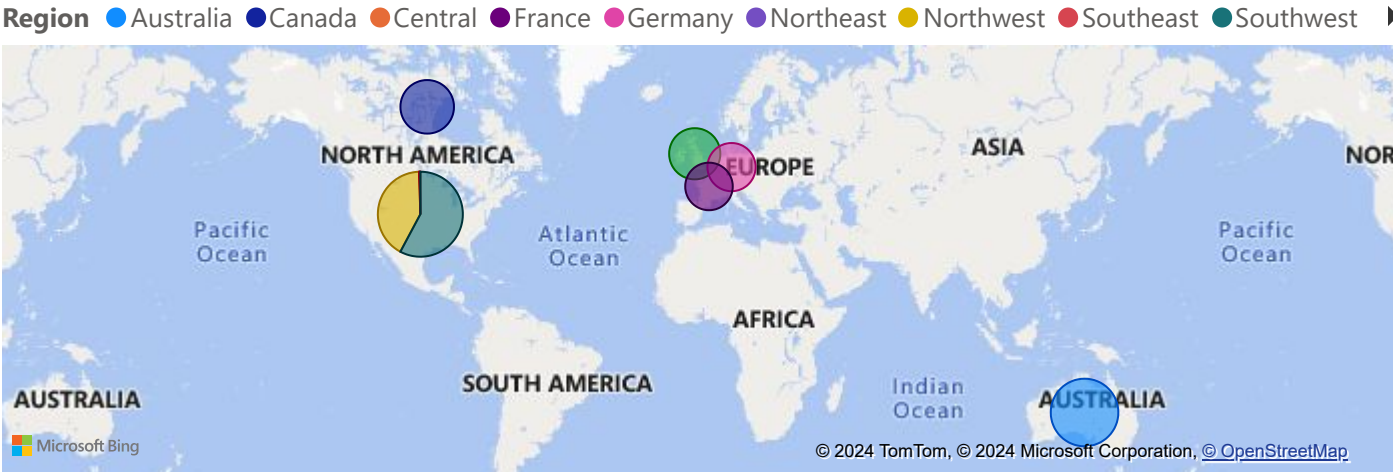 Region Australia Canada Central France Germany Northeast Northwest Southeast Southwest
NORTH AMERICA
EUROPE
ASIA
NOR
Pacific
Ocean
Atlantic
Ocean
Pacific
Ocean
AFRICA
SOUTH AMERICA
Indian
Ocean
AUSTRALIA
AUSTRALIA
Microsoft Bing
© 2024 TomTom, © 2024 Microsoft Corporation, © OpenStreetMap